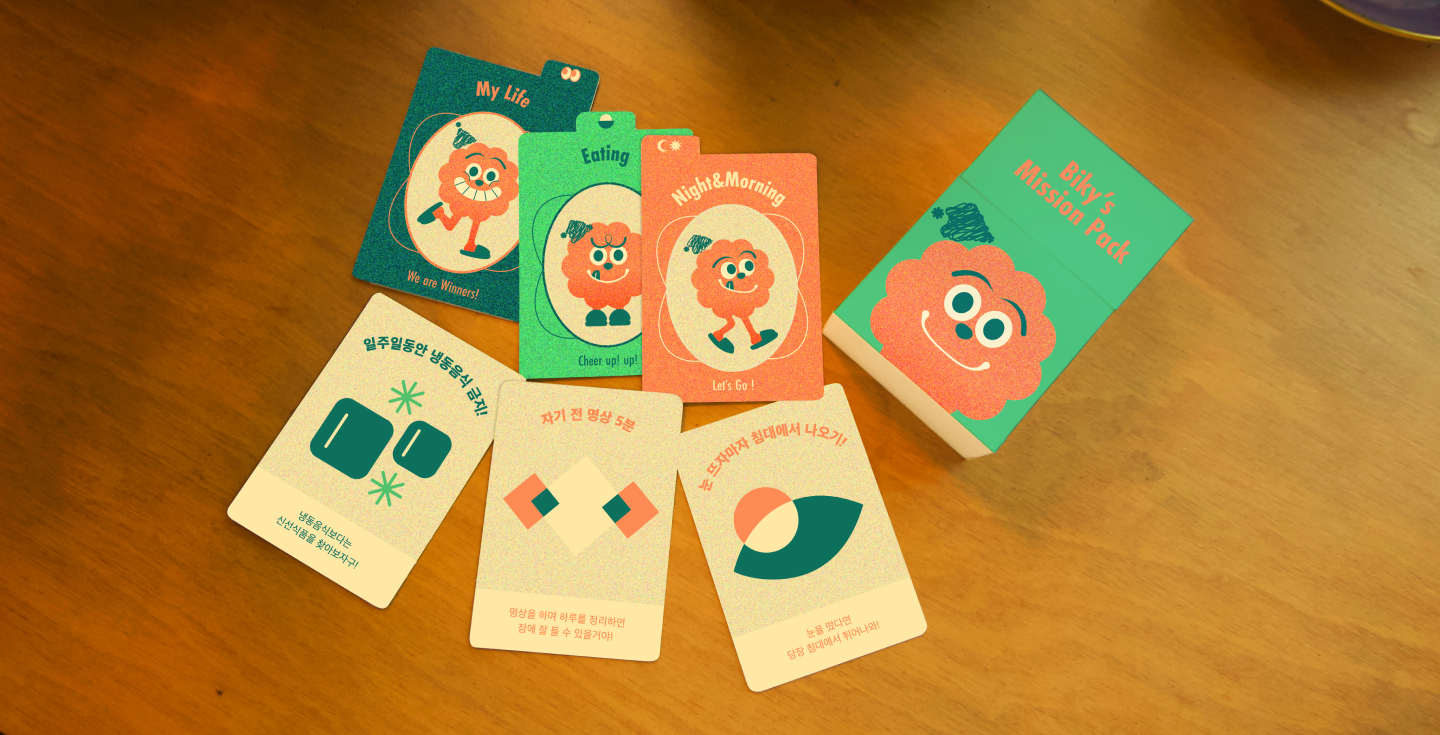 My Life
We are Winners!
Eating
Cheer up! up!
Night&Morning
Let's Go !
Biky's
Mission Pack
일주일동안 냉동음식 금지!
냉동음식보다는
신선식품을 찾아보자구!
자기 전 명상 5분
명상을 하며 하루를 정리하면
잠에 잘 들 수 있을거야!
눈 뜨자마자 침대에서 나오기!
눈을 떴다면
당장 침대에서 튀어나와!